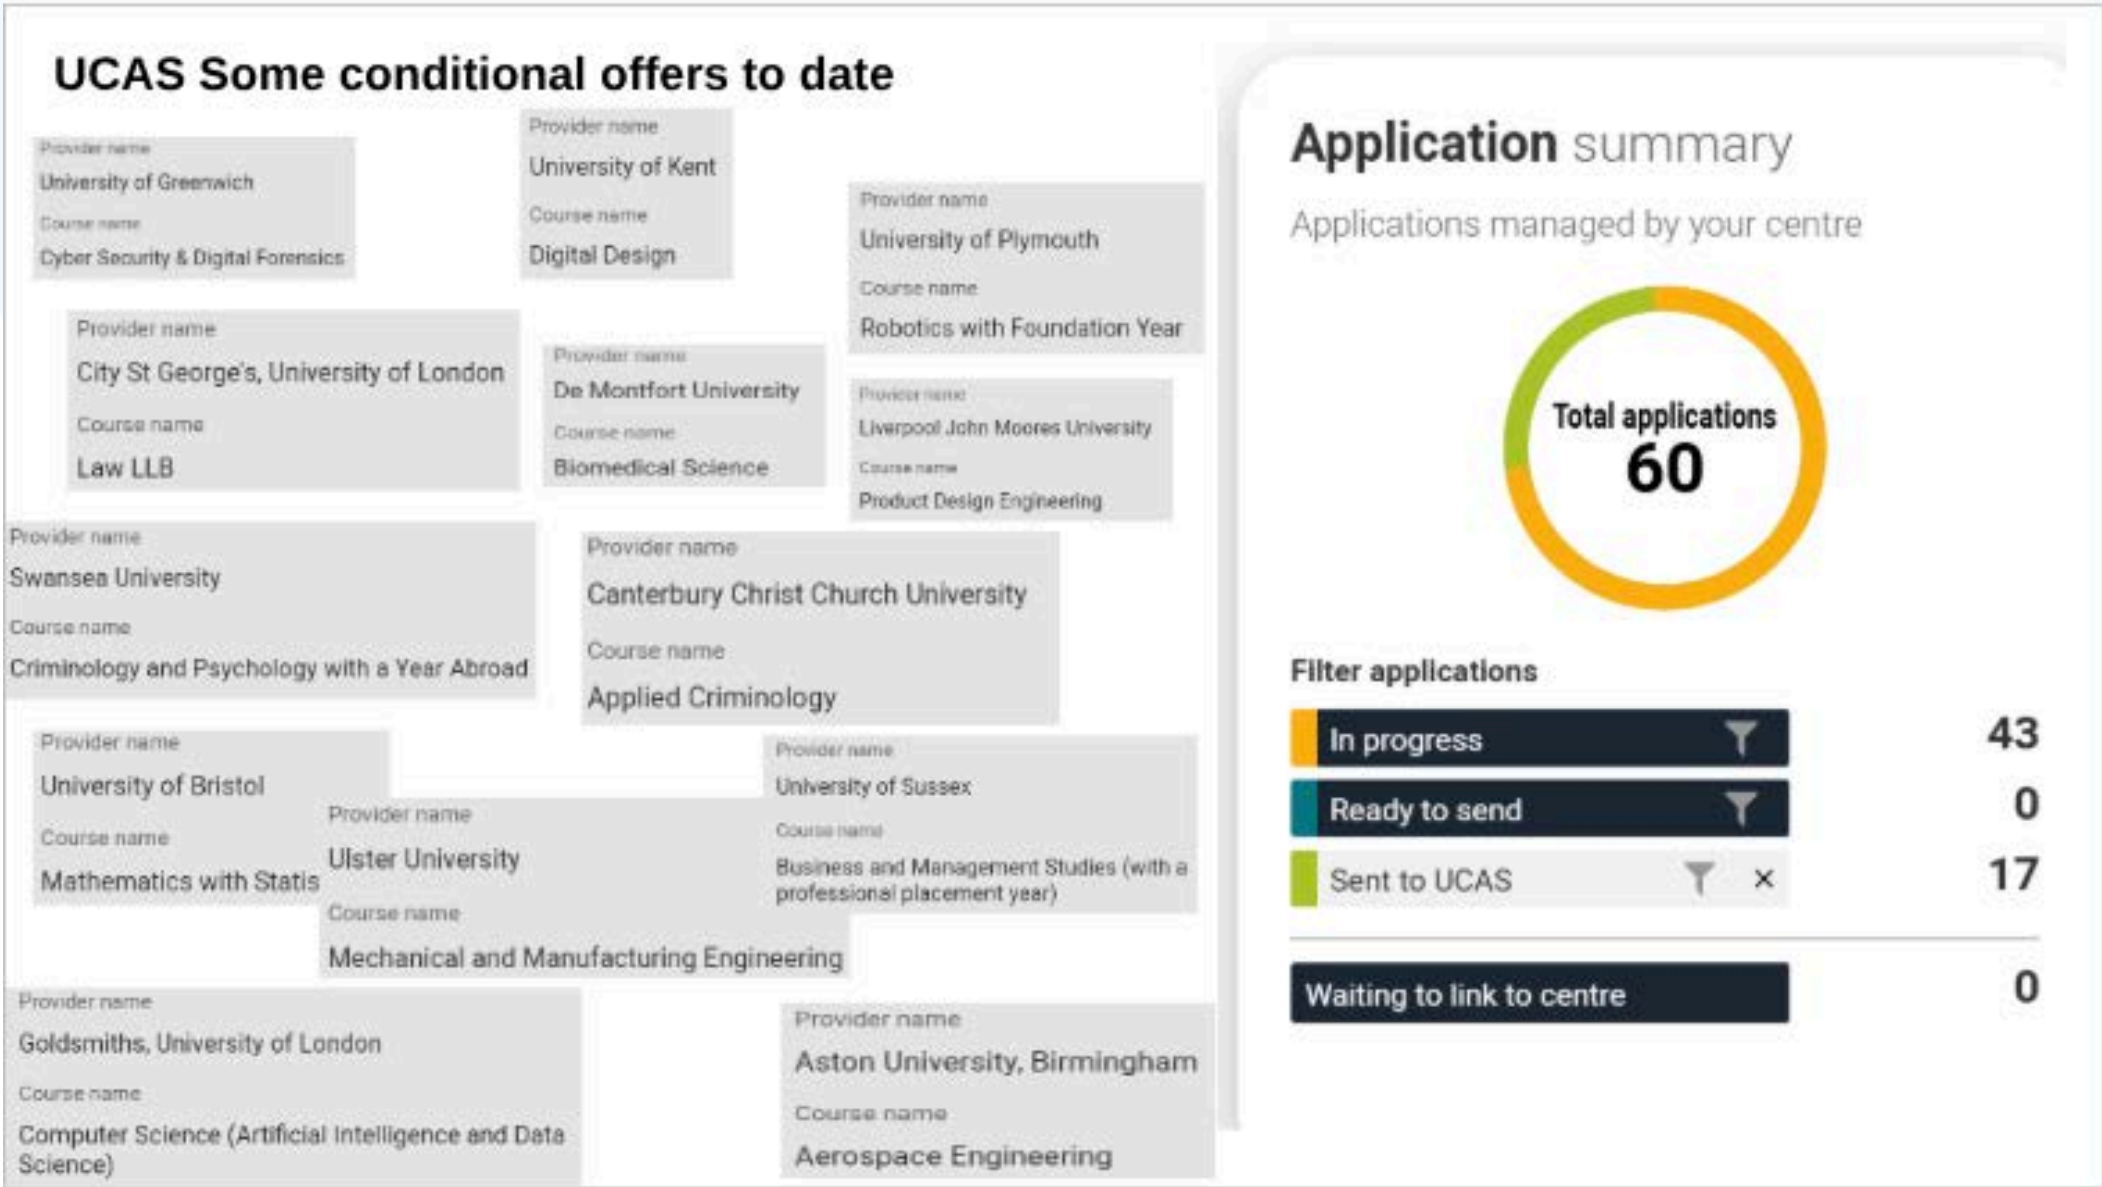 UCAS Some conditional offers to date
Provider name
University of Greenwich
Course name
Cyber Security & Digital Forensics
Provider name
University of Kent
Course name
Digital Design
Provider name
University of Plymouth
Course name
Robotics with Foundation Year
Provider name
City St George's, University of London
Course name
Law LLB
Provider name
De Montfort University
Course name
Biomedical Science
Provider name
Liverpool John Moores University
Course name
Product Design Engineering
Provider name
Swansea University
Course name
Criminology and Psychology with a Year Abroad
Provider name
Canterbury Christ Church University
Course name
Applied Criminology
Provider name
University of Bristol
Course name
Mathematics with Statis
Provider name
Ulster University
Course name
Mechanical and Manufacturing Engineering
Provider name
University of Sussex
Course name
Business and Management Studies (with a
professional placement year)
Provider name
Goldsmiths, University of London
Course name
Computer Science (Artificial Intelligence and Data
Science)
Provider name
Aston University, Birmingham
Course name
Aerospace Engineering
Application summary
Applications managed by your centre
Total applications
60
Filter applications
In progress 43
Ready to send 0
Sent to UCAS × 17
Waiting to link to centre 0